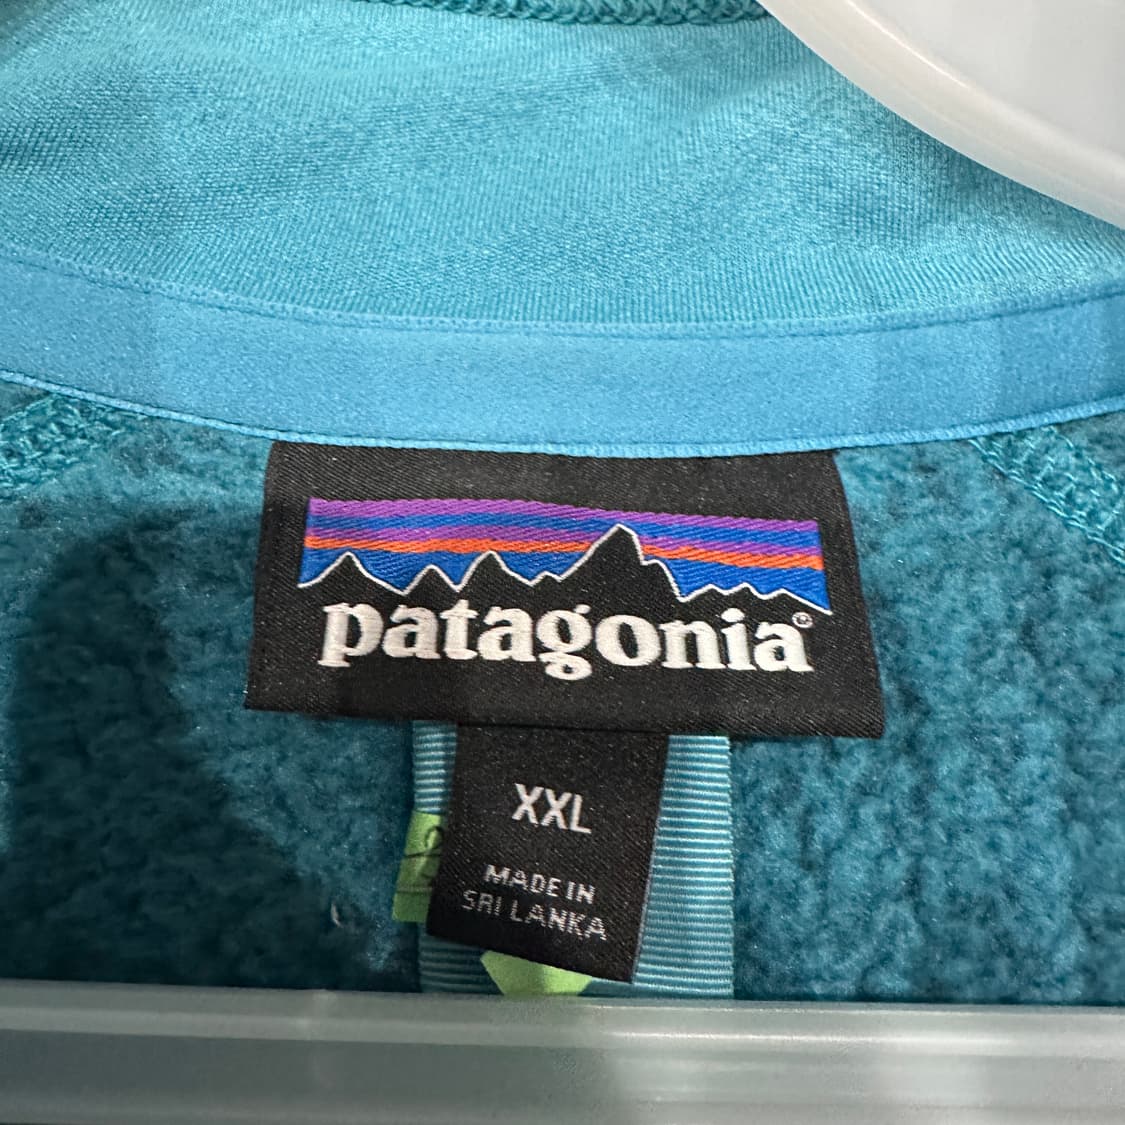 patagonia®
XXL
MADE IN
SRI LANKA